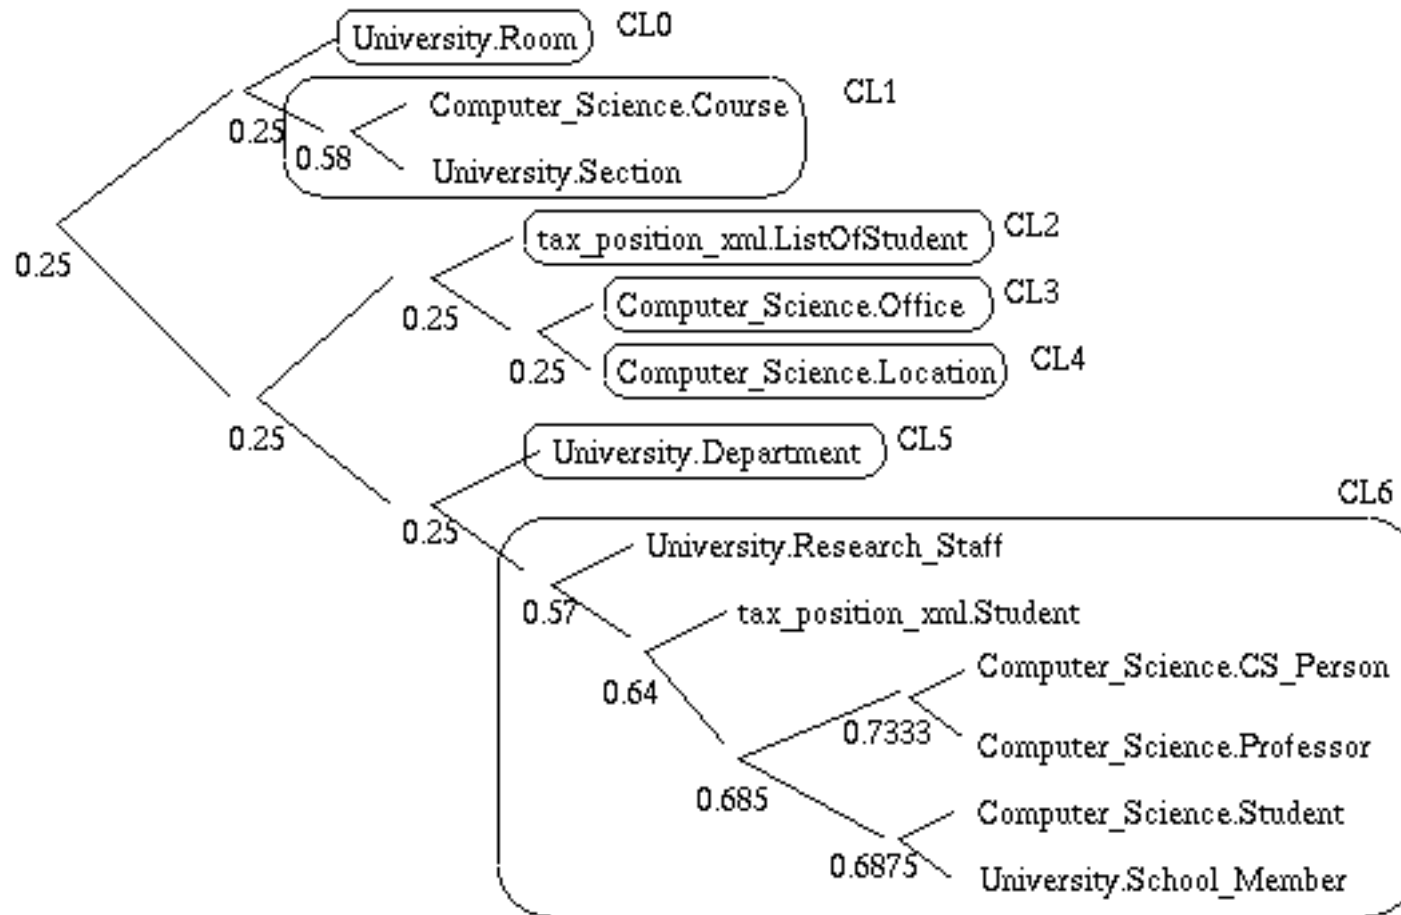 University.Room CL0
CL1
Computer_Science.Course
0.25
0.58
University.Section
tax_position_xml.ListOfStudent CL2
0.25
Computer_Science.Office CL3
0.25
0.25
Computer_Science.Location CL4
0.25
University.Department CL5
CL6
0.25
University.Research_Staff
0.57
tax_position_xml.Student
Computer_Science.CS_Person
0.64
0.7333
Computer_Science.Professor
0.685
Computer_Science.Student
0.6875
University.School_Member